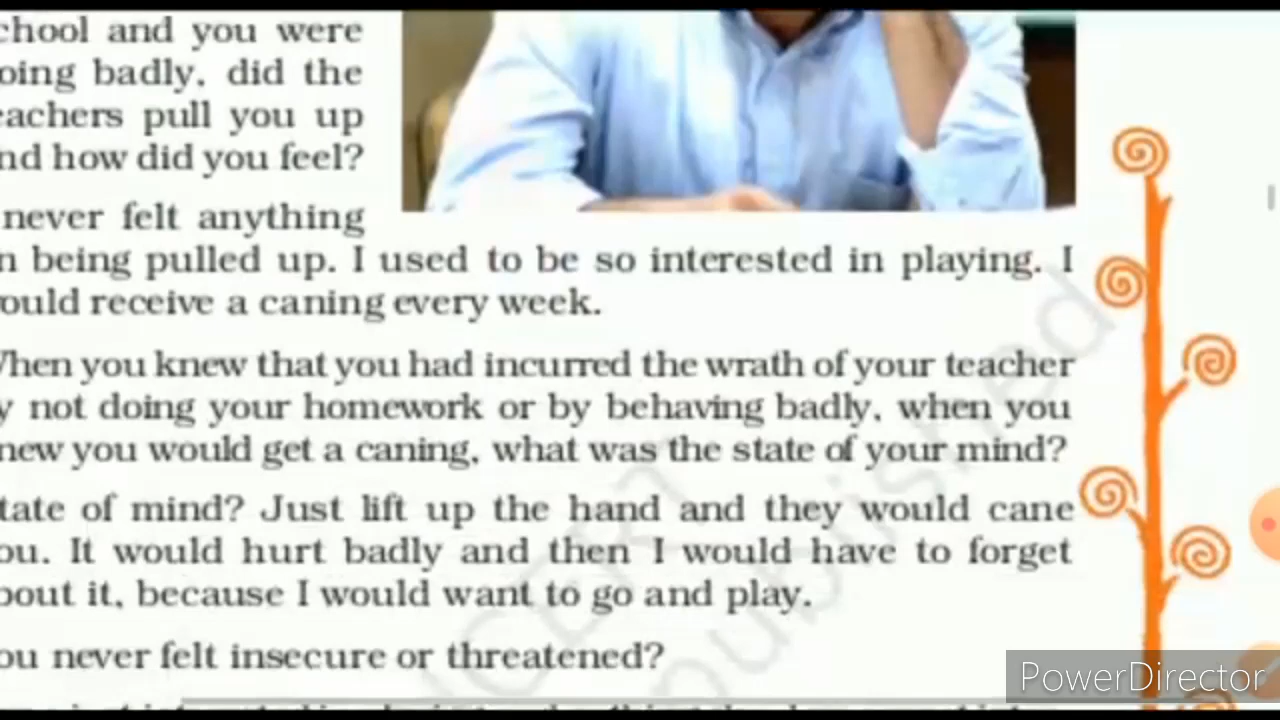 chool and you were
oing badly, did the
eachers pull you up
nd how did you feel?
never felt anything
n being pulled up. I used to be so interested in playing. I
ould receive a caning every week.
When you knew that you had incurred the wrath of your teacher
y not doing your homework or by behaving badly, when you
new you would get a caning, what was the state of your mind?
tate of mind? Just lift up the hand and they would cane
ou. It would hurt badly and then I would have to forget
bout it, because I would want to go and play.
ou never felt insecure or threatened?
NCERT
published
PowerDirector